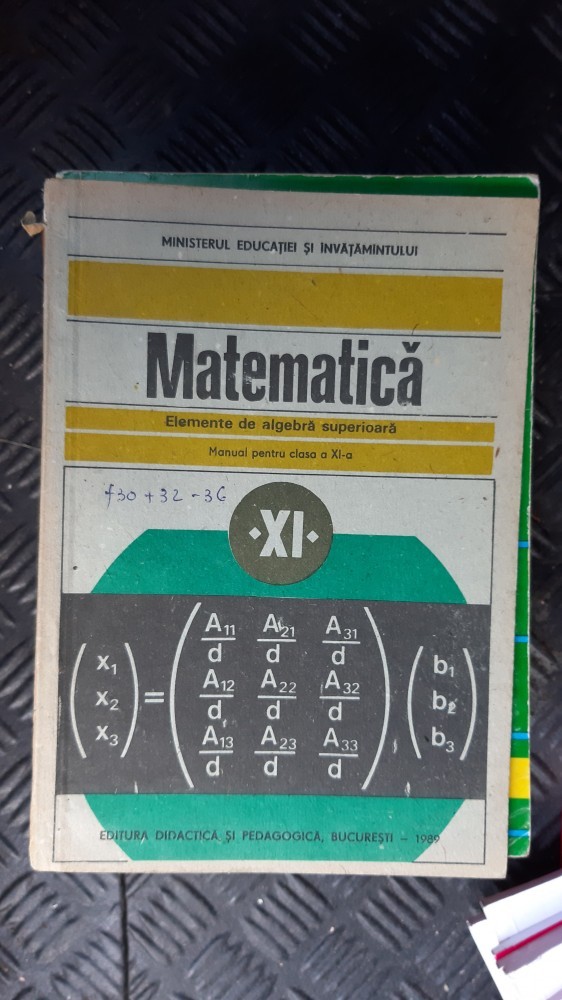 MINISTERUL EDUCAȚIEI ȘI ÎNVĂȚĂMÎNTULUI
Matematică
Elemente de algebră superioară
Manual pentru clasa a XI-a
f30 + 32 - 36
·XI·
A₁₁ A₂₁ A₃₁
d d d
x₁ A₁₂ A₂₂ A₃₂ b₁
x₂ = d d d b₂
x₃ A₁₃ A₂₃ A₃₃ b₃
d d d
EDITURA DIDACTICĂ ȘI PEDAGOGICĂ, BUCUREȘTI – 1989